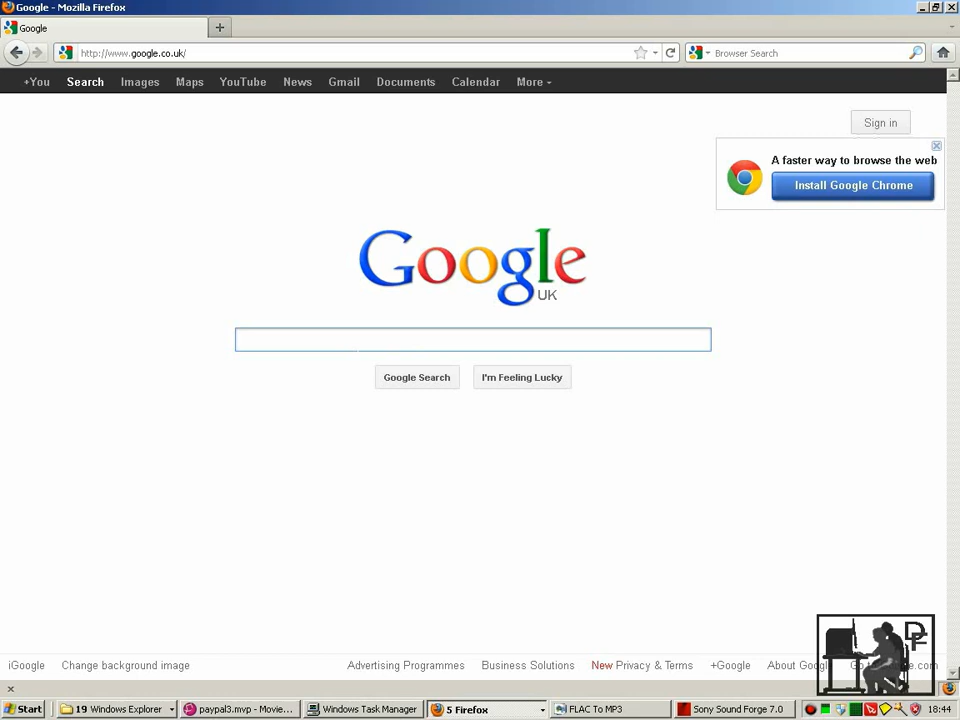 Google - Mozilla Firefox
Google
http://www.google.co.uk/
Browser Search
+You Search Images Maps YouTube News Gmail Documents Calendar More
Sign in
A faster way to browse the web
Install Google Chrome
Google
UK
Google Search I'm Feeling Lucky
iGoogle Change background image Advertising Programmes Business Solutions New Privacy & Terms +Google About
DF
Start 19 Windows Explorer paypal3.mvp - Movie... Windows Task Manager 5 Firefox FLAC To MP3 Sony Sound Forge 7.0 18:44